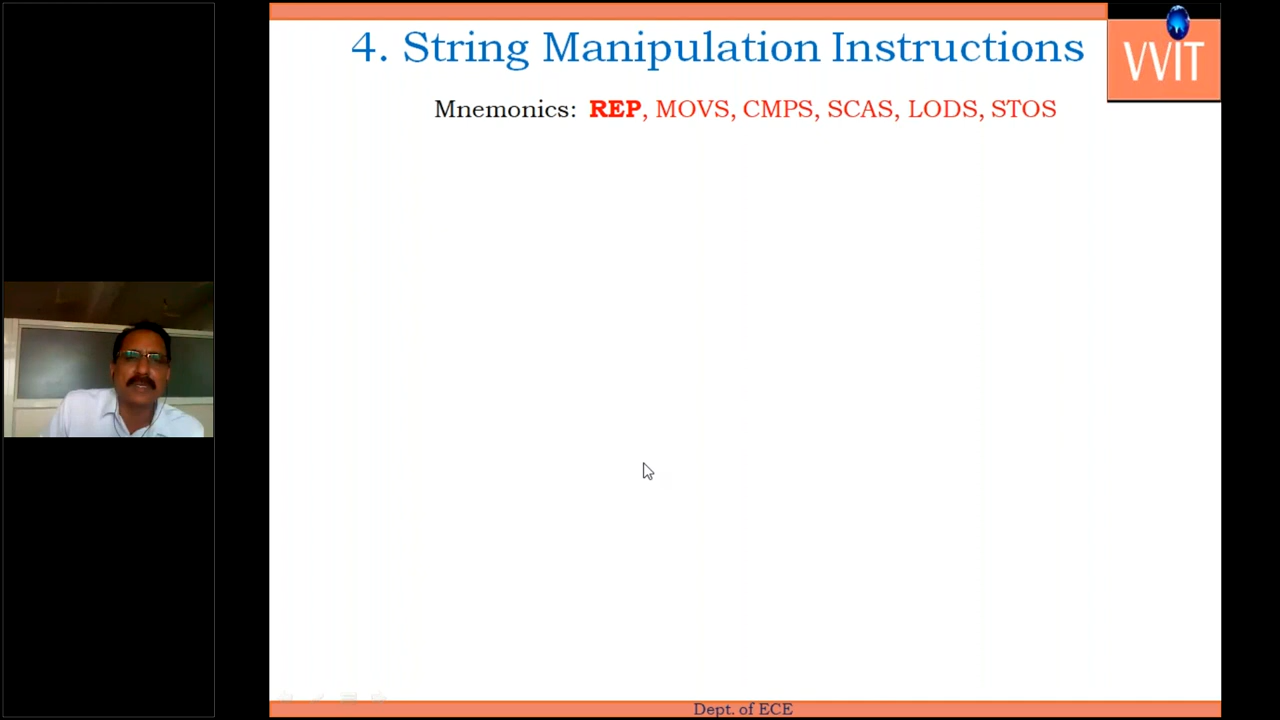 4. String Manipulation Instructions
VVIT
Mnemonics: REP, MOVS, CMPS, SCAS, LODS, STOS
Dept. of ECE